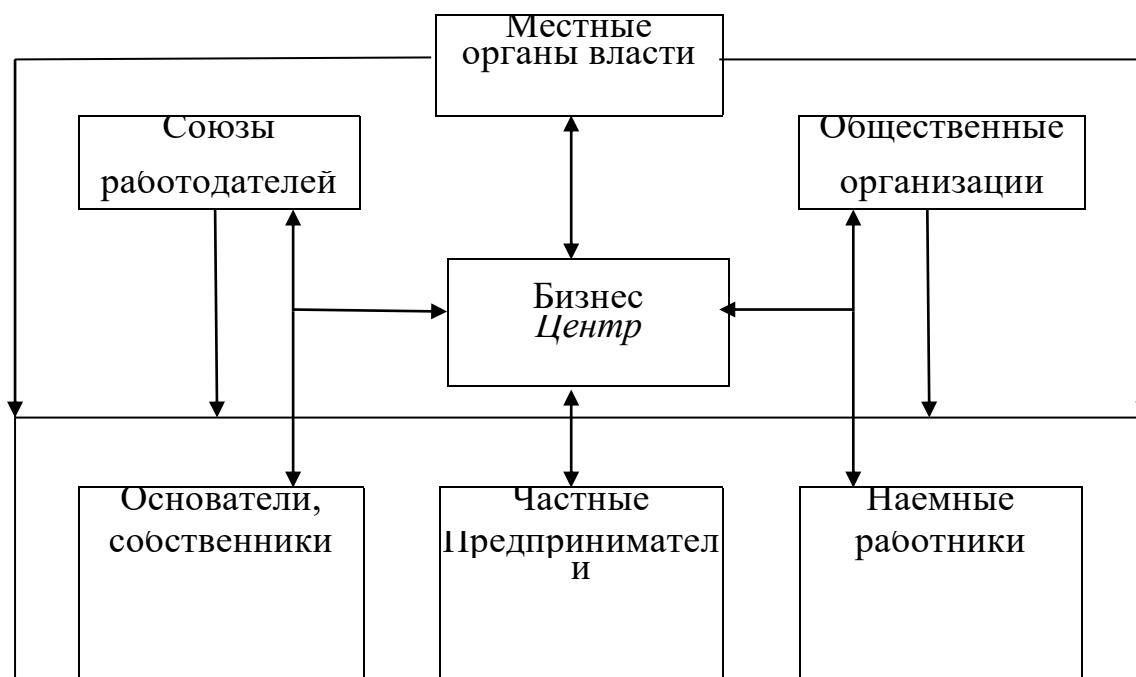 Местные
органы власти
Союзы
работодателей
Общественные
организации
Бизнес
Центр
Основатели,
собственники
Частные
Предпринимател
и
Наемные
работники